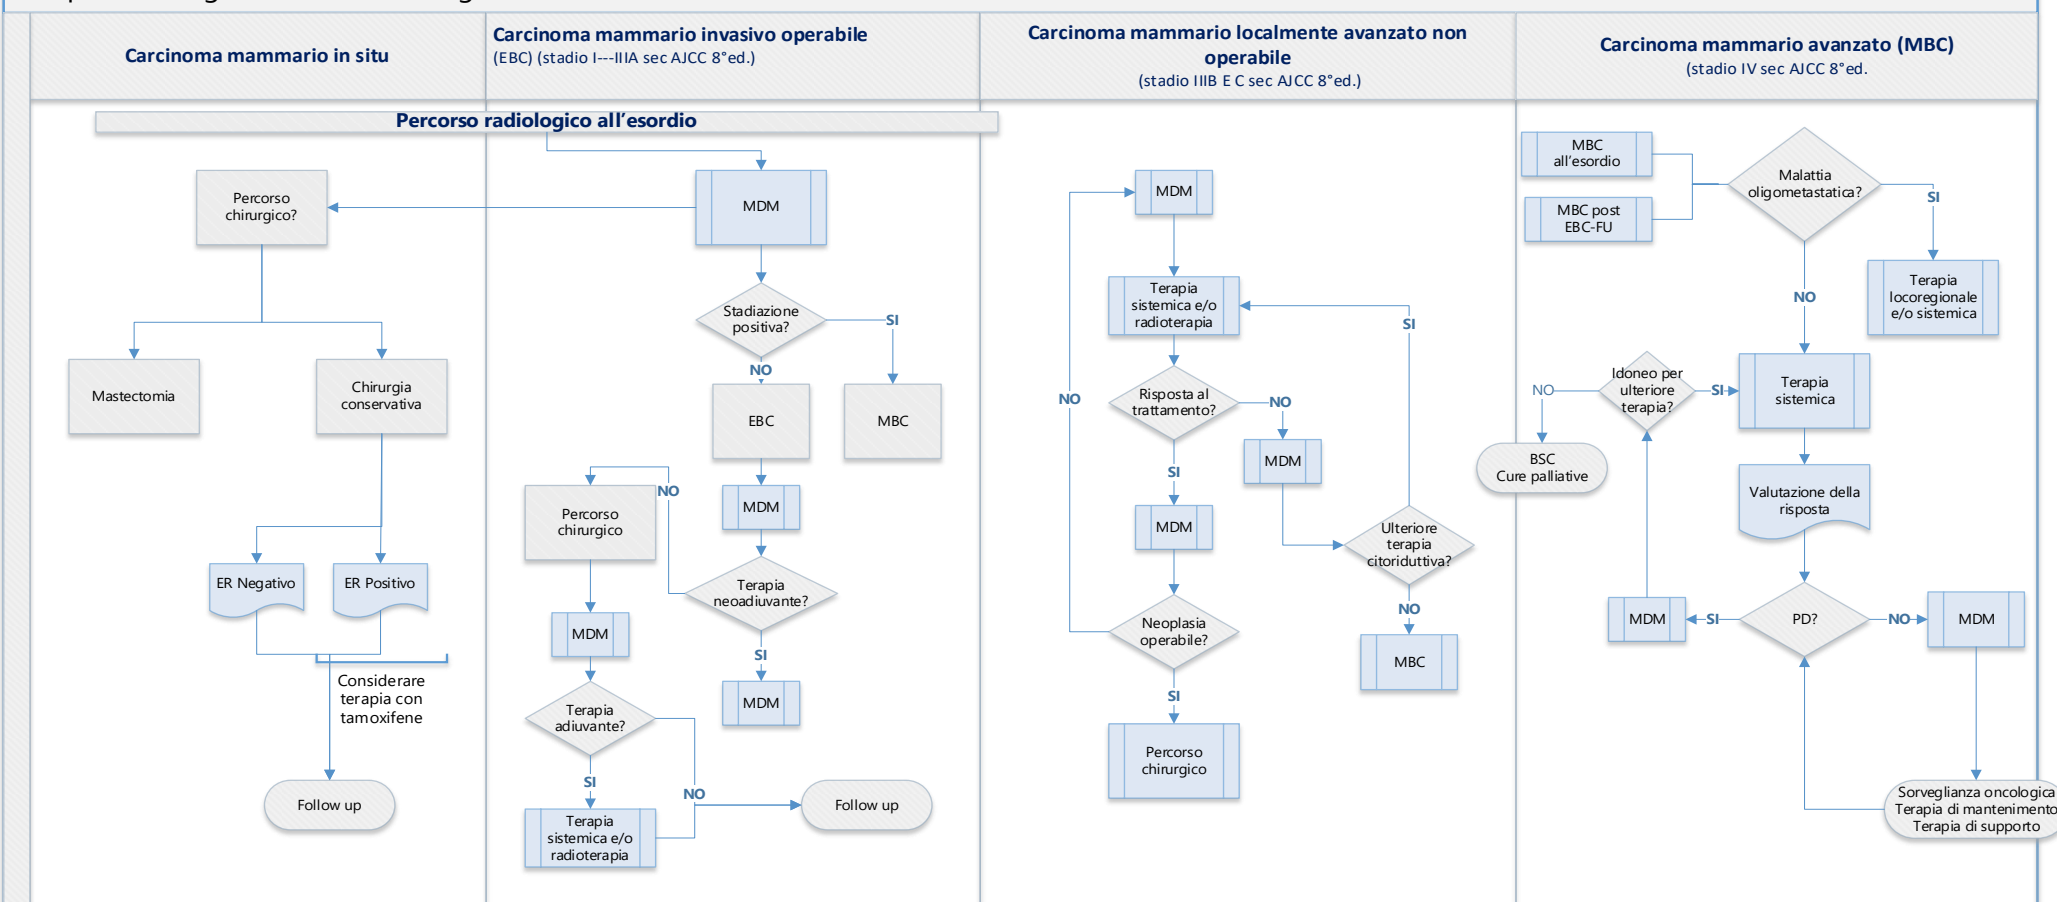 Carcinoma mammario in situ
Carcinoma mammario invasivo operabile
(EBC) (stadio I---IIIA sec AJCC 8°ed.)
Carcinoma mammario localmente avanzato non
operabile
(stadio IIIB E C sec AJCC 8°ed.)
Carcinoma mammario avanzato (MBC)
(stadio IV sec AJCC 8°ed.
Percorso radiologico all'esordio
Percorso
chirurgico?
Mastectomia
Chirurgia
conservativa
ER Negativo
ER Positivo
Considerare
terapia con
tamoxifene
Follow up
MDM
Stadiazione
positiva?
SI
NO
EBC
MBC
MDM
NO
Percorso
chirurgico
Terapia
neoadiuvante?
MDM
SI
MDM
Terapia
adiuvante?
SI
NO
Terapia
sistemica e/o
radioterapia
Follow up
MDM
Terapia
sistemica e/o
radioterapia
SI
NO
Risposta al
trattamento?
NO
MDM
SI
MDM
Ulteriore
terapia
citoriduttiva?
NO
Neoplasia
operabile?
MBC
SI
Percorso
chirurgico
MBC
all'esordio
MBC post
EBC-FU
Malattia
oligometastatica?
SI
NO
Terapia
locoregionale
e/o sistemica
Idoneo per
ulteriore
terapia?
NO
SI
Terapia
sistemica
BSC
Cure palliative
Valutazione della
risposta
MDM
SI
PD?
NO
MDM
Sorveglianza oncologica
Terapia di mantenimento
Terapia di supporto